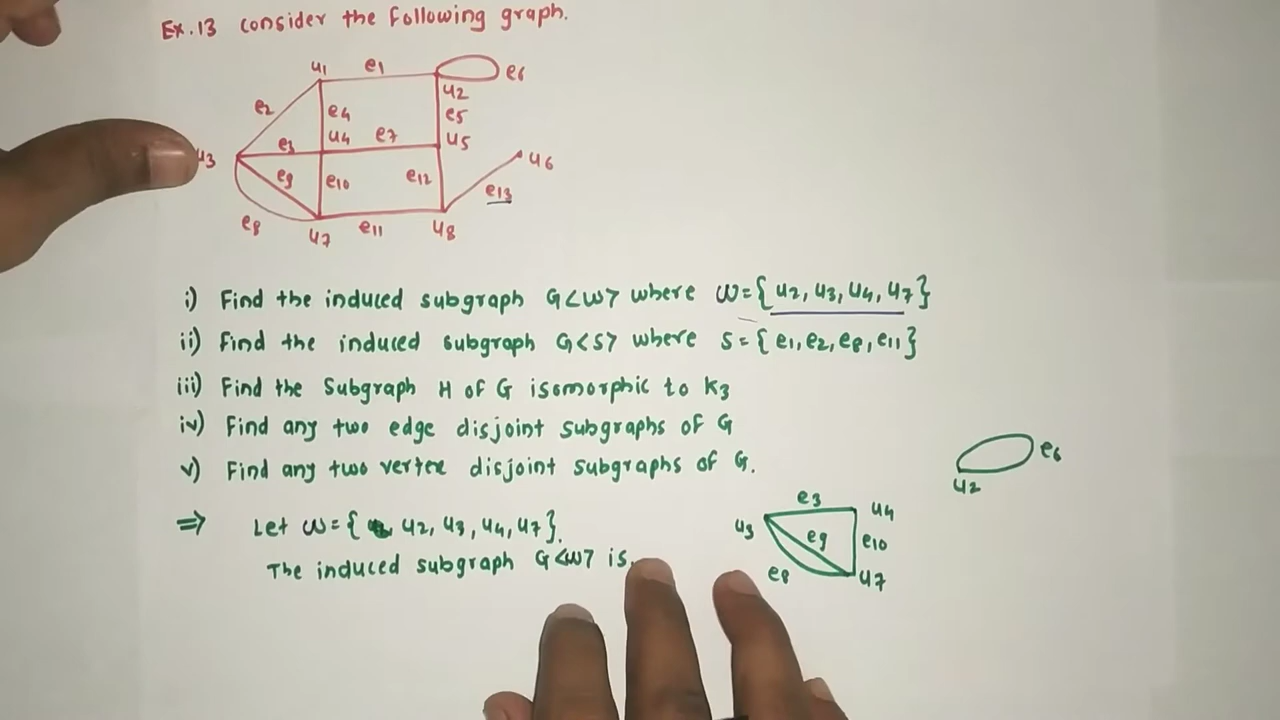 Ex.13 consider the following graph.
u1 e1 e6
e2 e4 u2
e5
u3 e3 u4 e7 u5
e9 e10 e12 u6
e13
e8 u7 e11 u8
i) Find the induced subgraph G<w> where w={u2, u3, u4, u7}
ii) Find the induced subgraph G<s> where s={e1, e2, e8, e11}
iii) Find the Subgraph H of G isomorphic to K3
iv) Find any two edge disjoint subgraphs of G
v) Find any two vertex disjoint subgraphs of G.
⇒ Let w={ u2, u3, u4, u7}.
The induced subgraph G<w> is.
e6
u2
e3 u4
u3 e9 e10
e8 u7